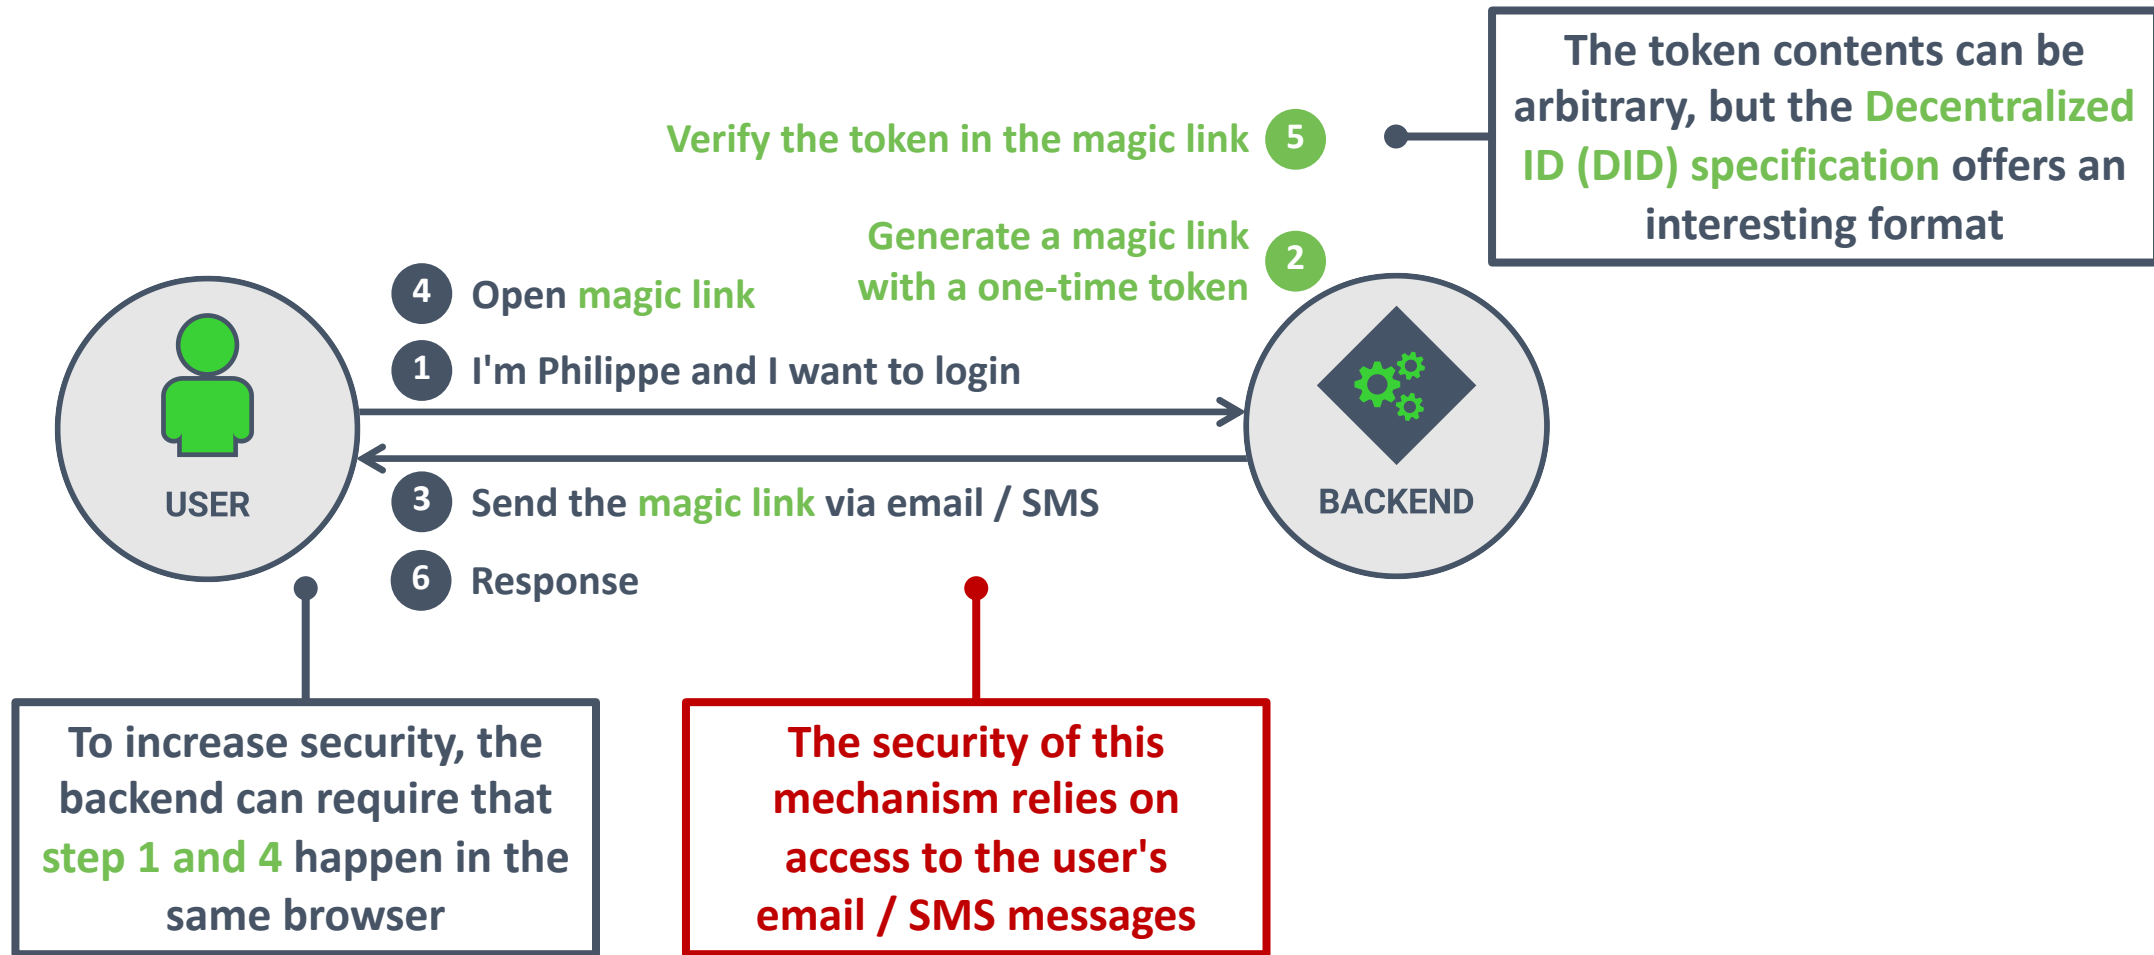 The token contents can be
arbitrary, but the Decentralized
ID (DID) specification offers an
interesting format
Verify the token in the magic link 5
Generate a magic link
with a one-time token
2
4 Open magic link
1 I'm Philippe and I want to login
USER
BACKEND
3 Send the magic link via email / SMS
6 Response
To increase security, the
backend can require that
step 1 and 4 happen in the
same browser
The security of this
mechanism relies on
access to the user's
email / SMS messages